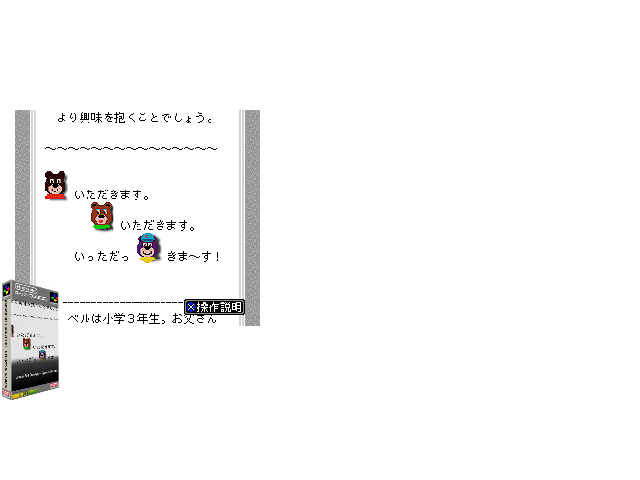 より興味を抱くことでしょう。
～～～～～～～～～～～～～～～
いただきます。
いただきます。
いっただっ きま～す！
操作説明
ベルは小学３年生。お父さん